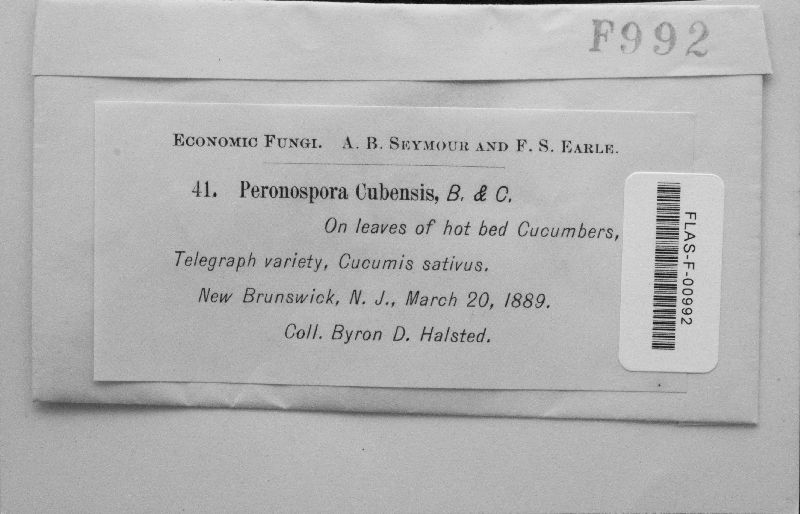 F992
ECONOMIC FUNGI. A. B. SEYMOUR AND F. S. EARLE.
41. Peronospora Cubensis, B. & C.
On leaves of hot bed Cucumbers,
Telegraph variety, Cucumis sativus.
New Brunswick, N. J., March 20, 1889.
Coll. Byron D. Halsted.
FLAS-F-00992